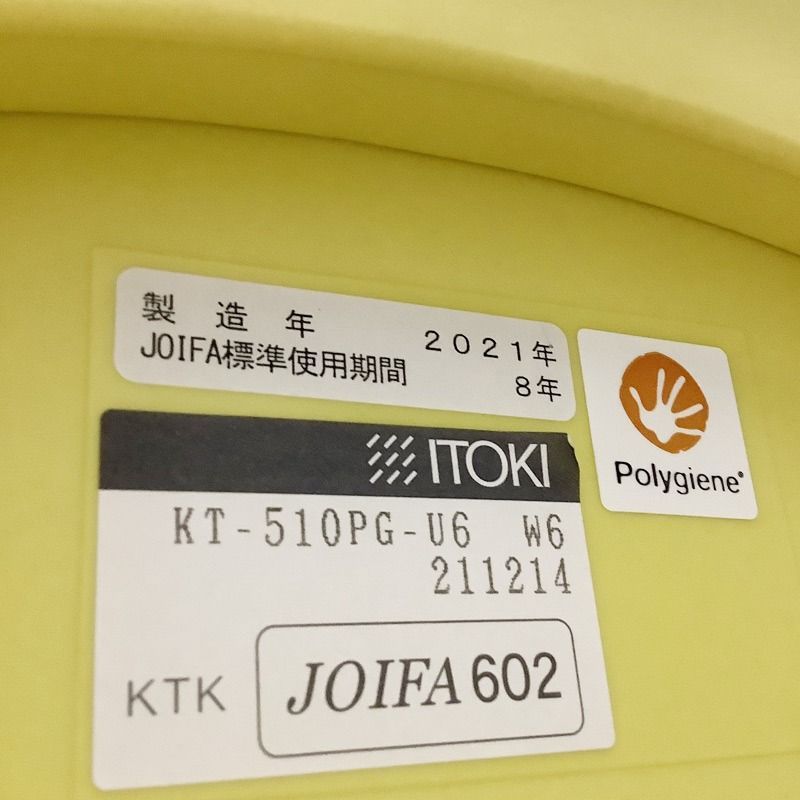 製造年 2021年
JOIFA標準使用期間 8年
Polygiene®
ITOKI
KT-510PG-U6 W6
211214
KTK JOIFA602